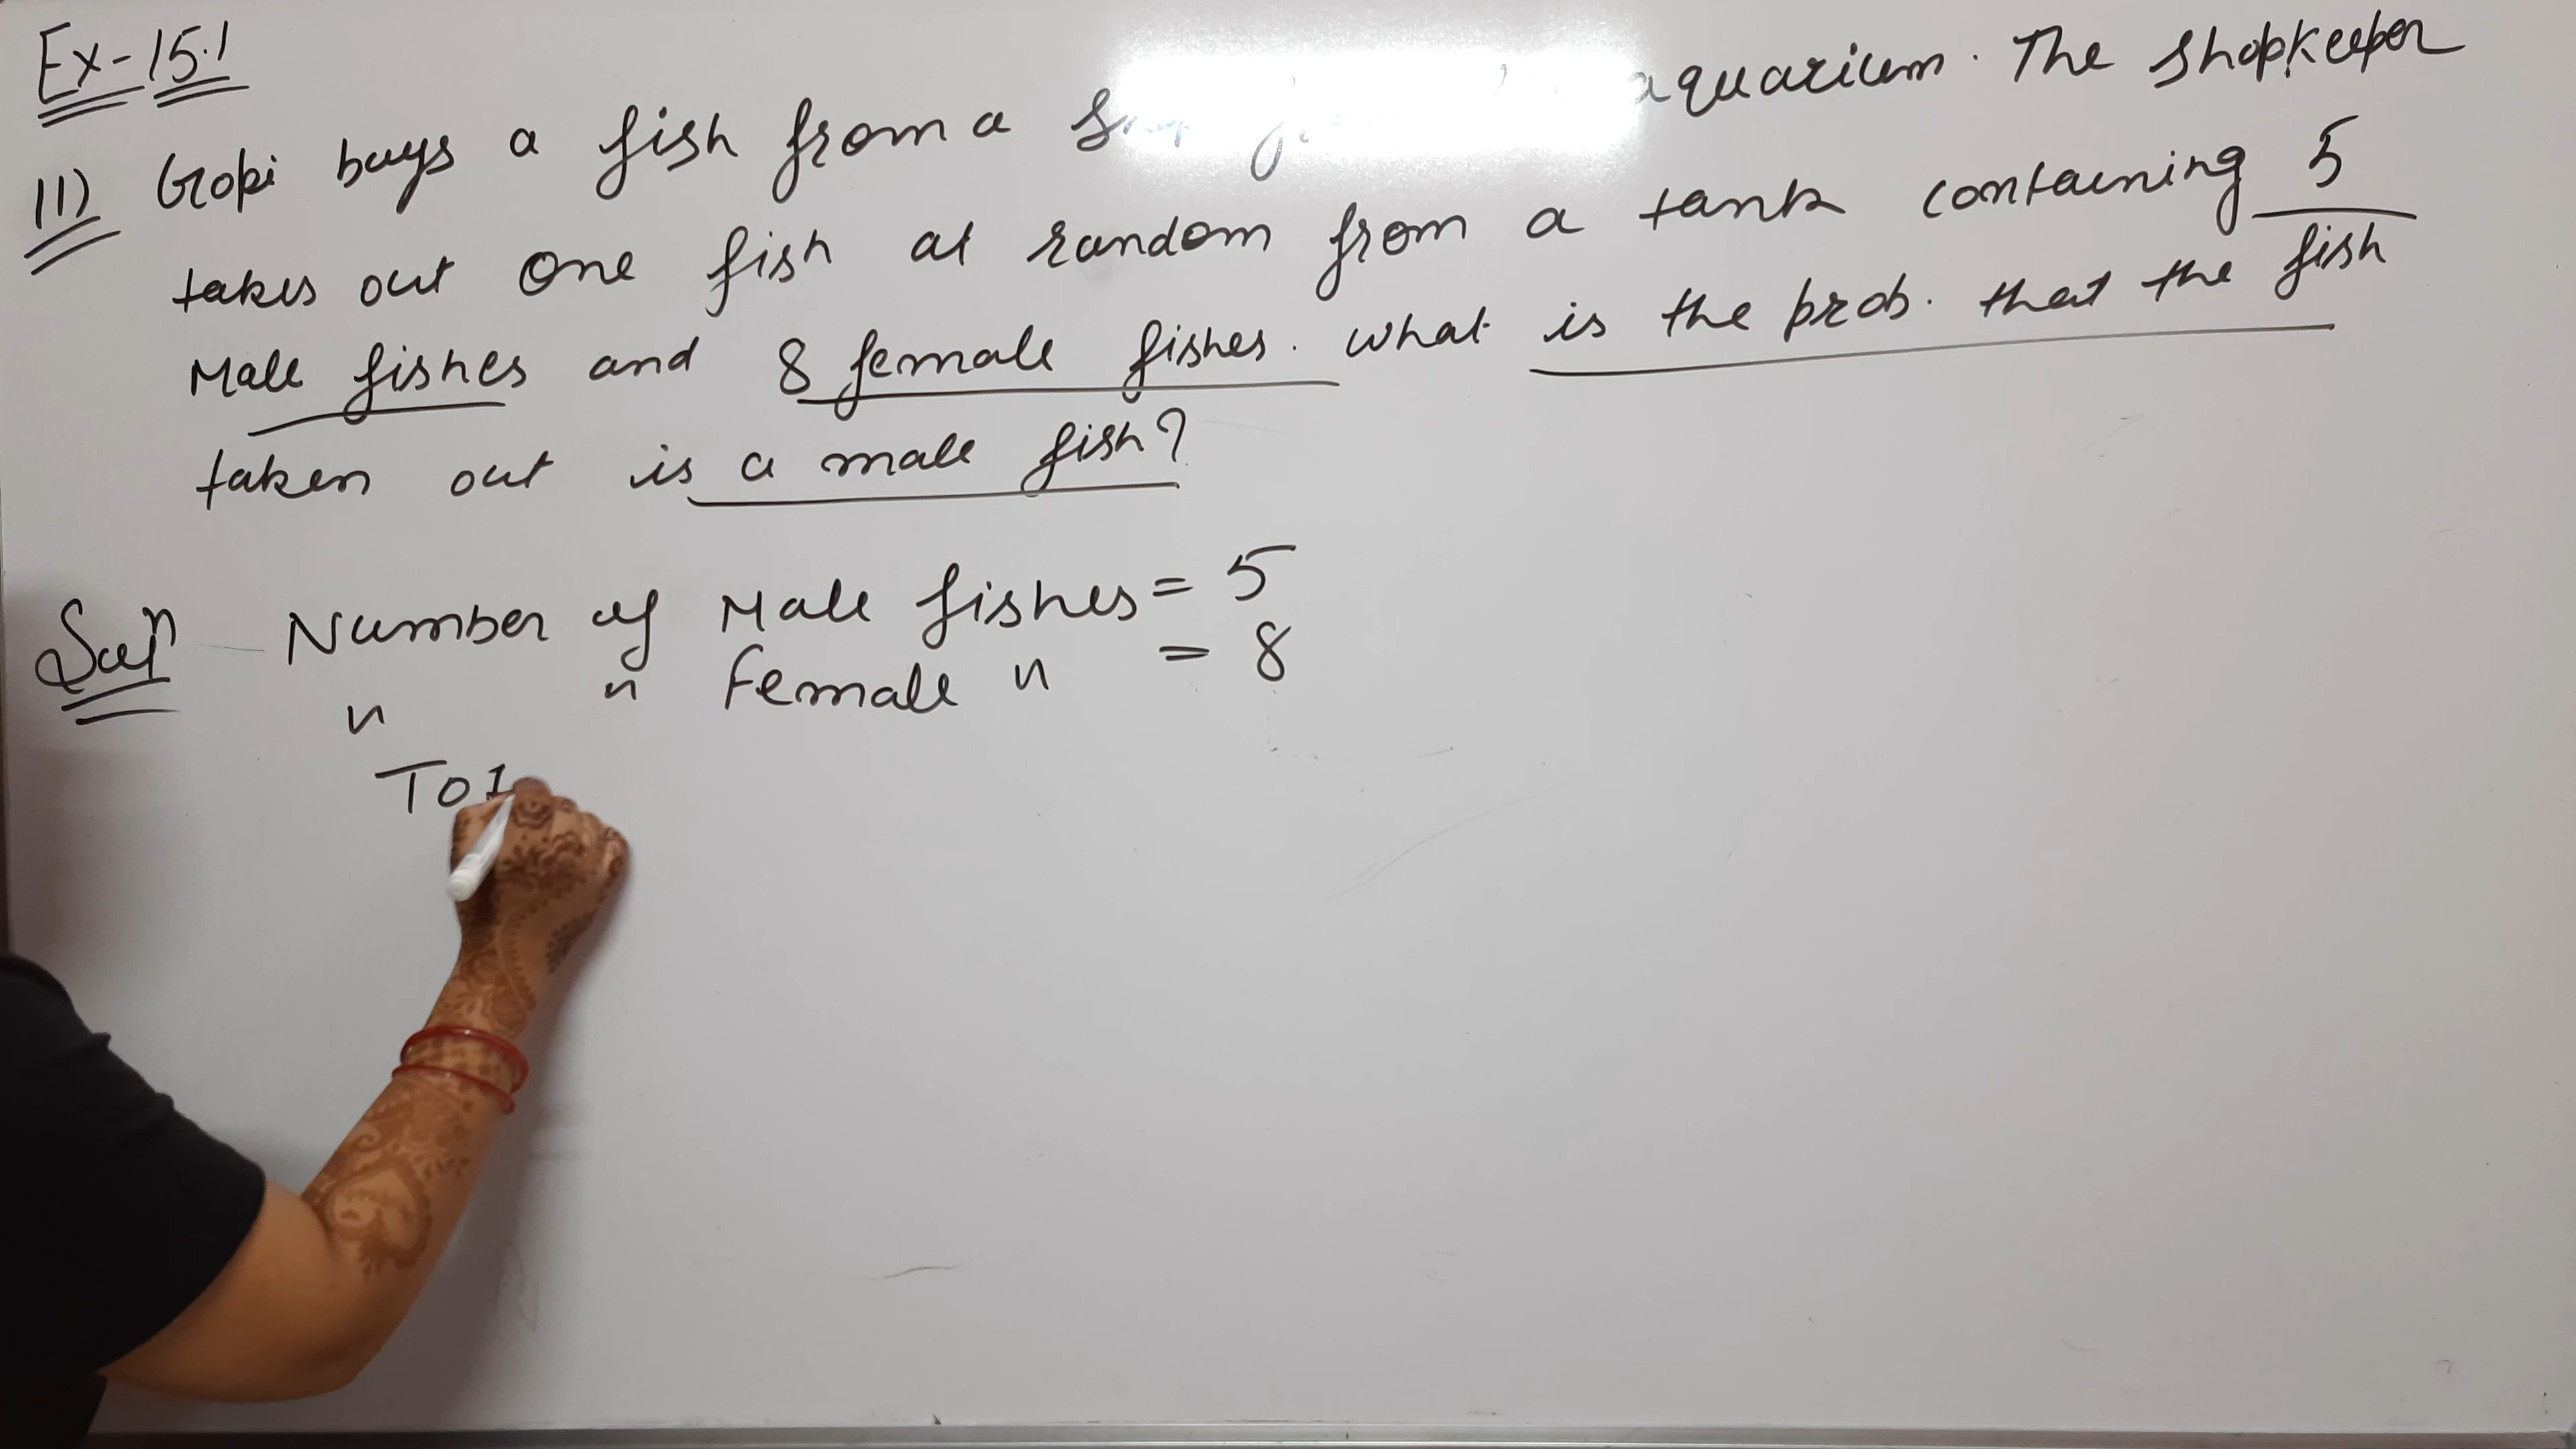 Ex-15.1
11) Gopi buys a fish from a aquarium. The shopkeeper
takes out one fish at random from a tank containing 5
Male fishes and 8 female fishes. what is the prob. that the fish
taken out is a male fish?
Solⁿ Number of Male fishes = 5
〃 〃 Female 〃 = 8
Tot